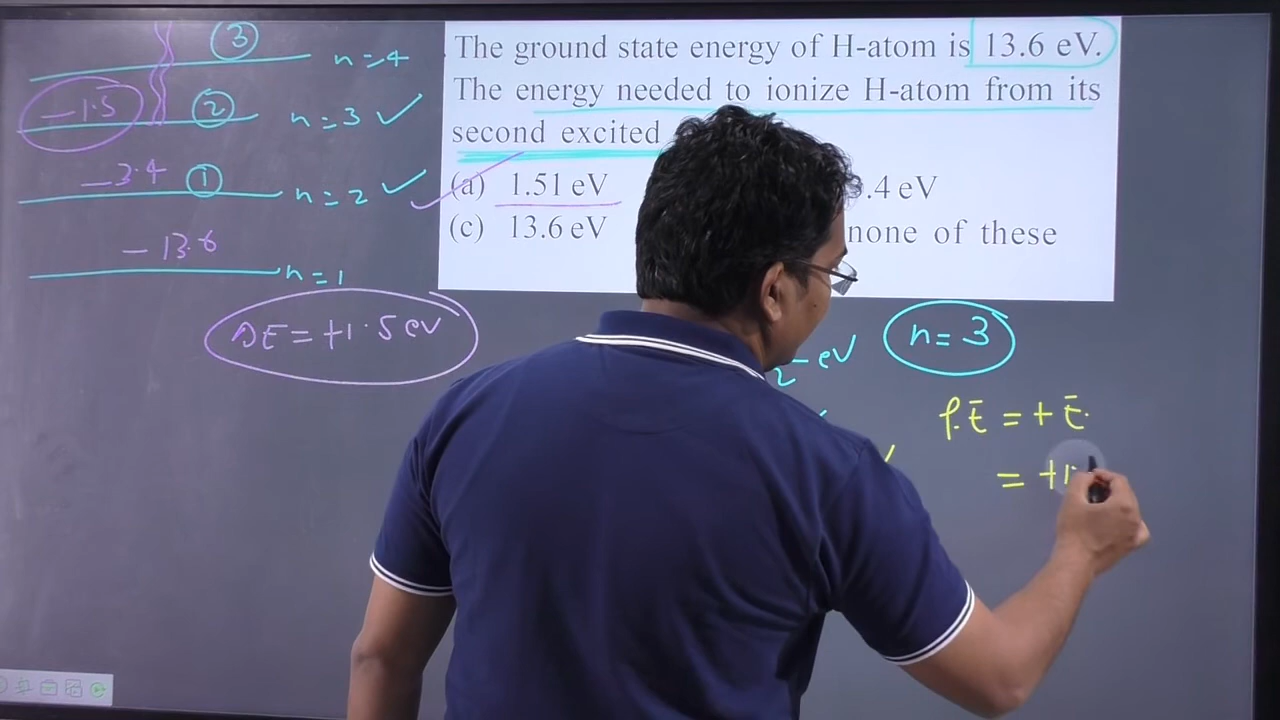 ③
n=4
-1.5
②
n=3 ✓
-3.4
①
n=2 ✓
-13.6
n=1
ΔE=+1.5 eV
The ground state energy of H-atom is 13.6 eV.
The energy needed to ionize H-atom from its
second excited
(a) 1.51 eV
.4 eV
(c) 13.6 eV
none of these
2
eV
n=3
P.E = + E.
= +1